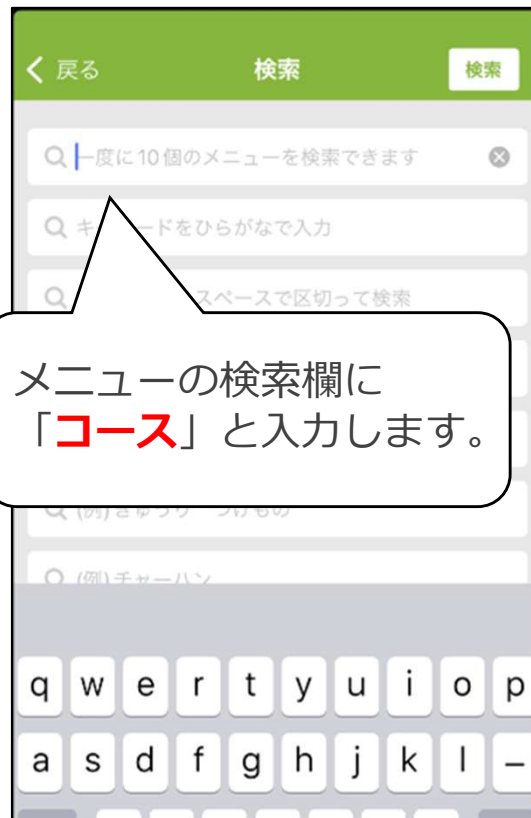 戻る 検索 検索
一度に10個のメニューを検索できます
キ ードをひらがなで入力
スペースで区切って検索
メニューの検索欄に
「コース」と入力します。
(例)チャーハン
q w e r t y u i o p
a s d f g h j k l –